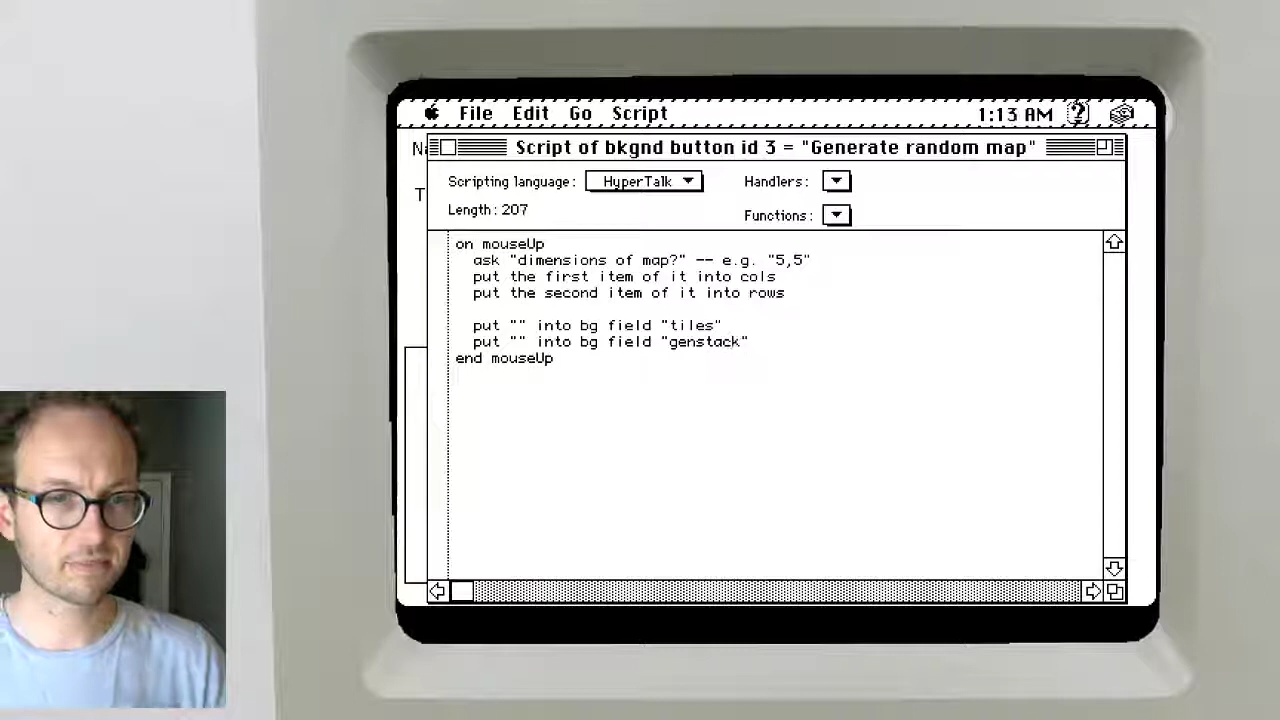 File Edit Go Script 1:13 AM
Script of bkgnd button id 3 = "Generate random map"
Scripting language: HyperTalk Handlers:
Length: 207
Functions:
on mouseUp
ask "dimensions of map?" -- e.g. "5,5"
put the first item of it into cols
put the second item of it into rows
put "" into bg field "tiles"
put "" into bg field "genstack"
end mouseUp